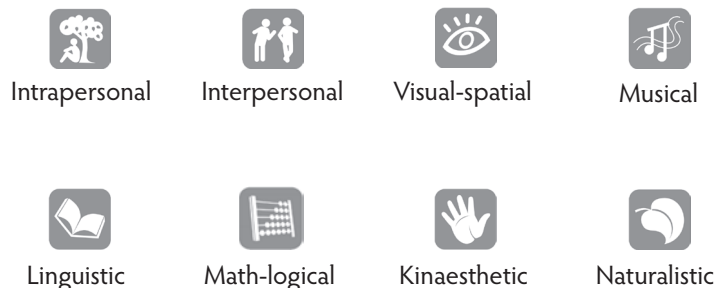 Intrapersonal Interpersonal Visual-spatial Musical
Linguistic Math-logical Kinaesthetic Naturalistic